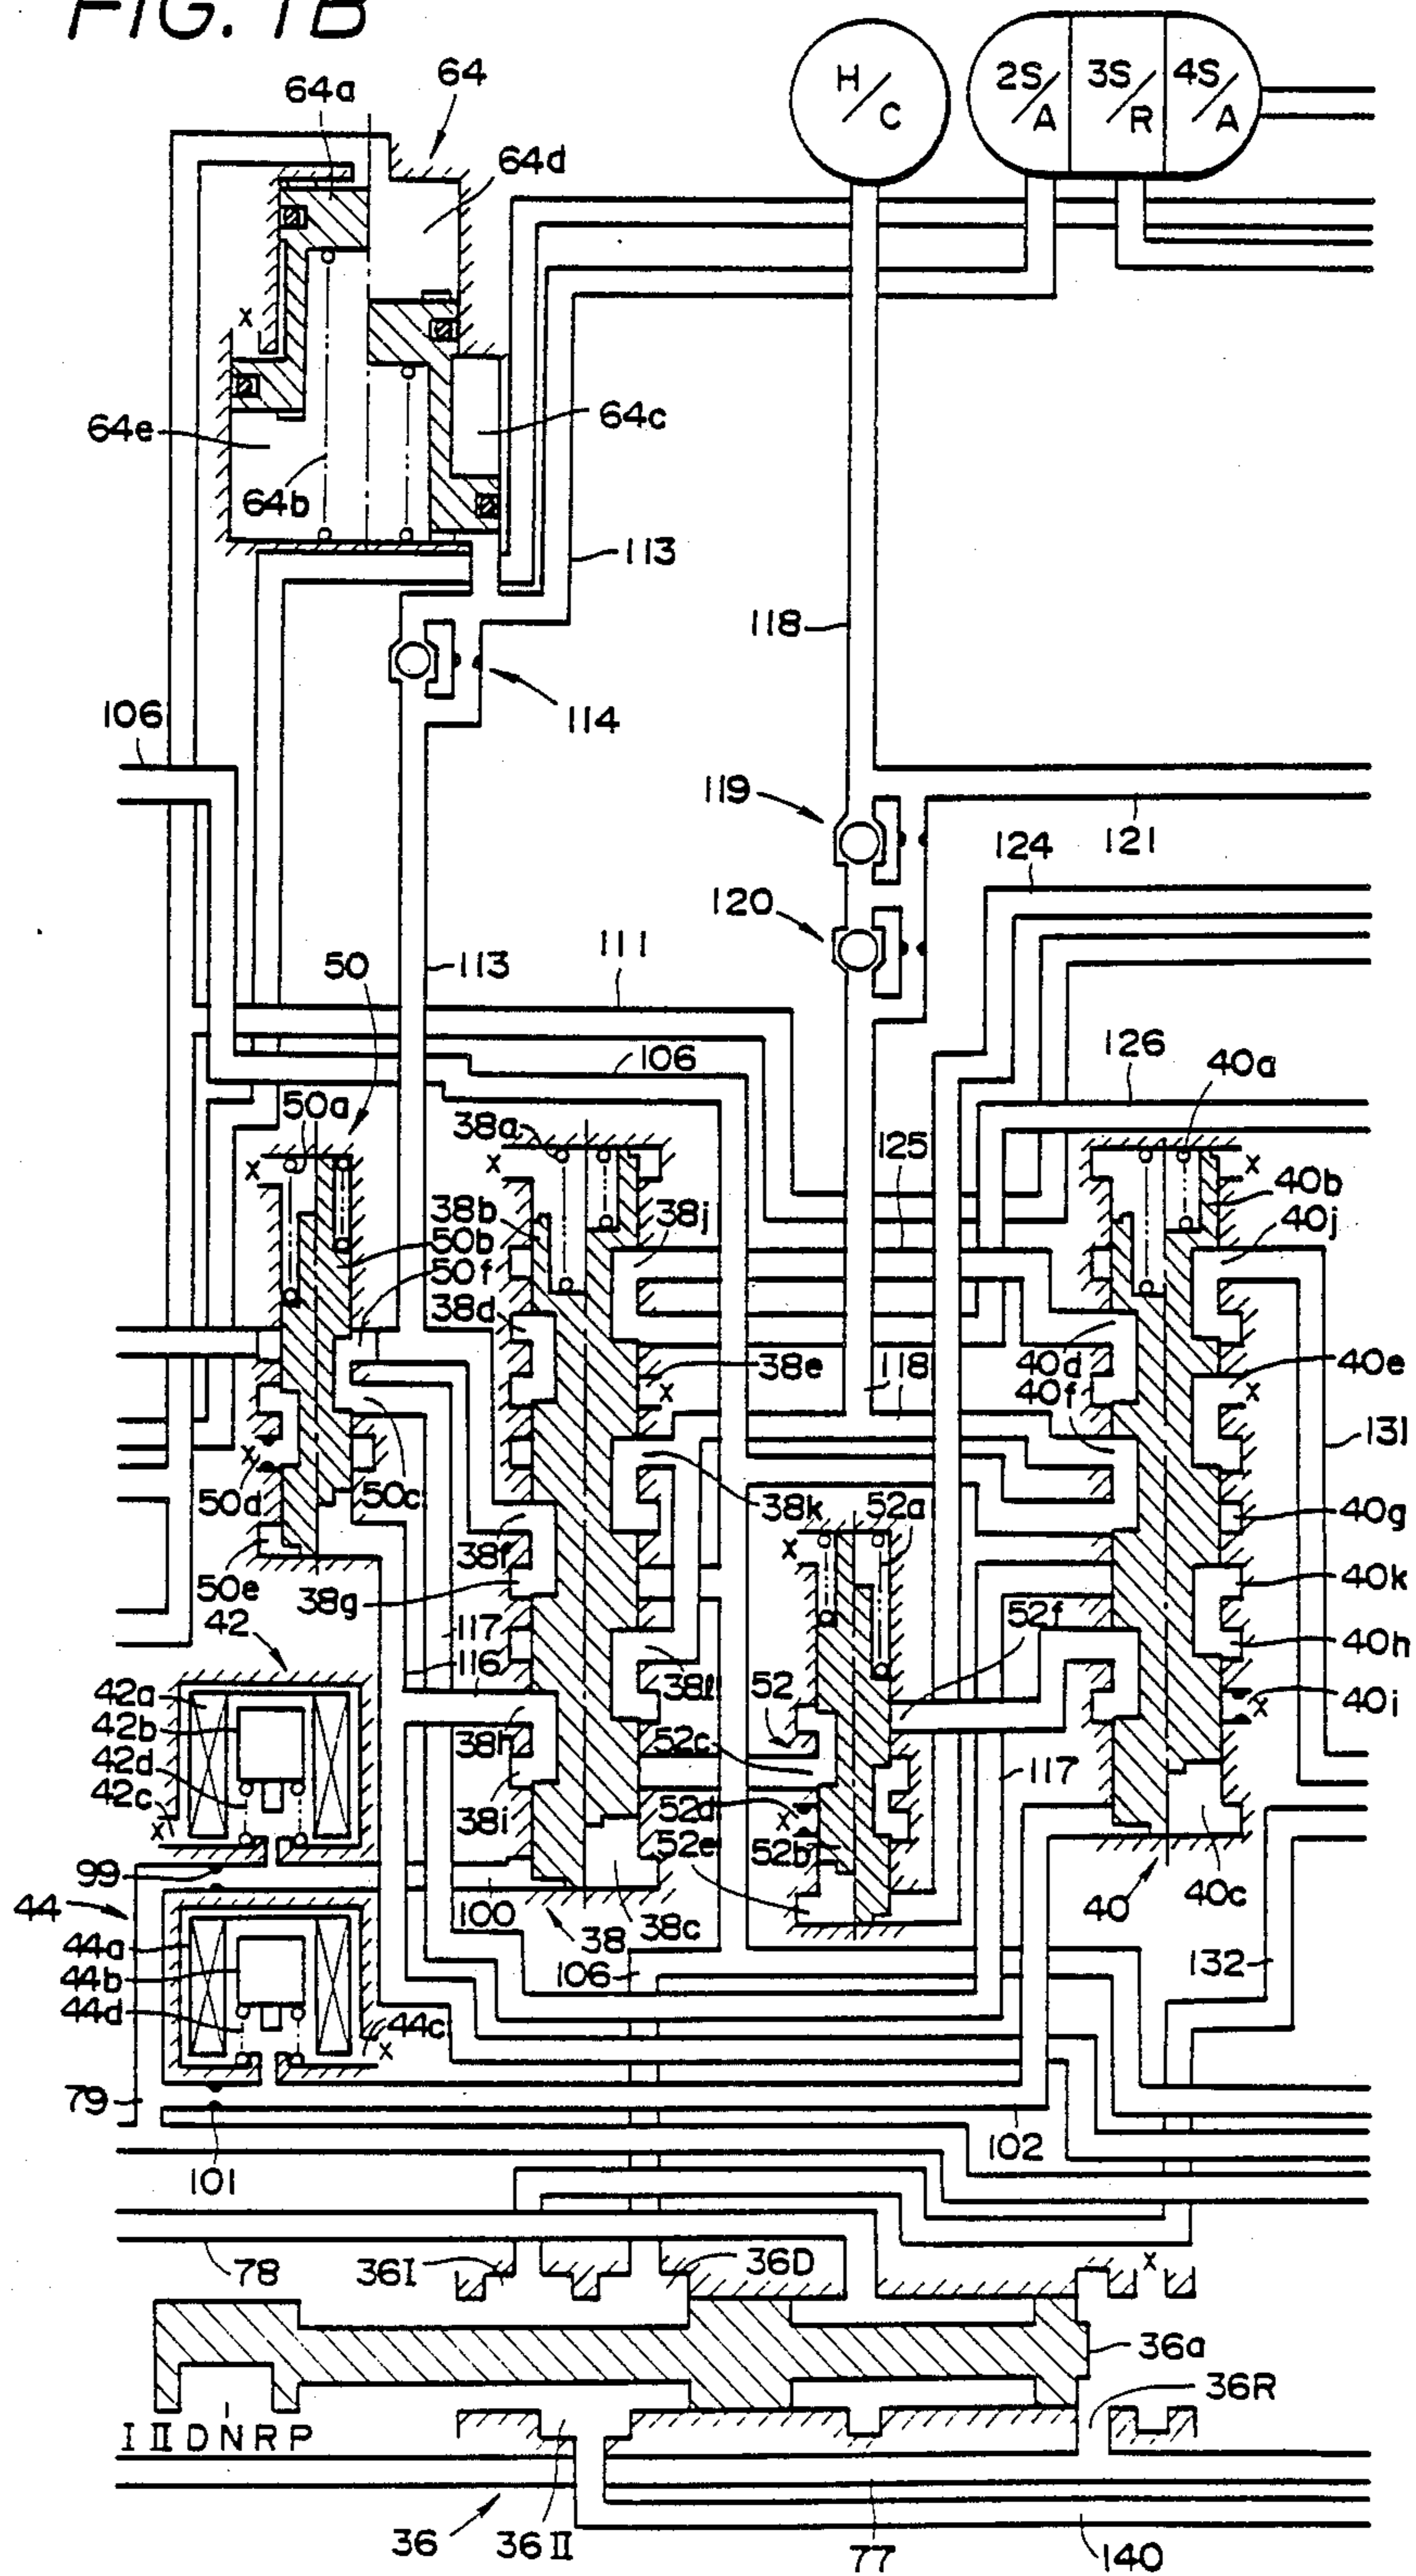 FIG. 1B
64
64a
64d
H/C
2S/A 3S/R 4S/A
x
64e
64c
64b
113
118
114
106
119
121
124
120
113
50
111
106
126
40a
50a
38a
125
x
x
x
40b
38b
38j
40j
50b
50f
38d
38e
40d
118
40e
x
x
40f
131
x
50d
50c
38k
52a
40g
38f
x
50e
38g
40k
42
117
52f
40h
116
42a
38l
52
40i
x
42b
38h
52c
42d
117
42c
x
38i
52d
x
52e
52b
99
100
38c
40
40c
44
38
44a
106
132
44b
44d
44c
x
79
102
101
36I
36D
x
78
36a
36R
I II D N R P
36
36II
77
140